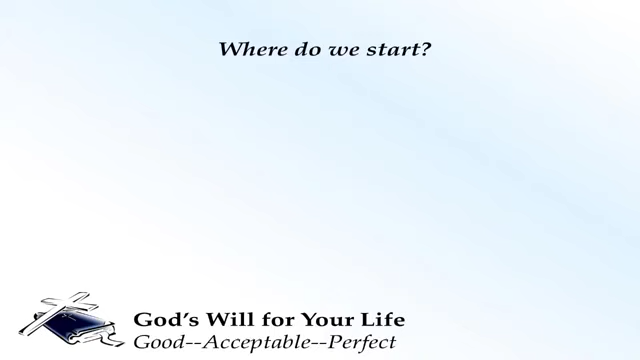 Where do we start?
God’s Will for Your Life
Good--Acceptable--Perfect